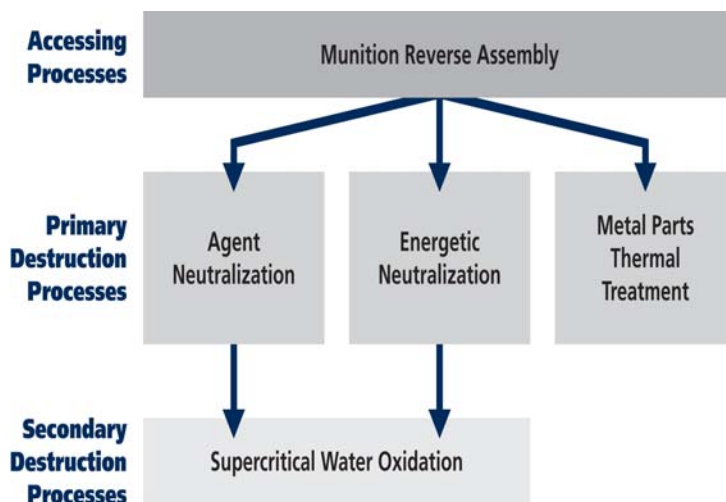 Accessing
Processes
Munition Reverse Assembly
Primary
Destruction
Processes
Agent
Neutralization
Energetic
Neutralization
Metal Parts
Thermal
Treatment
Secondary
Destruction
Processes
Supercritical Water Oxidation